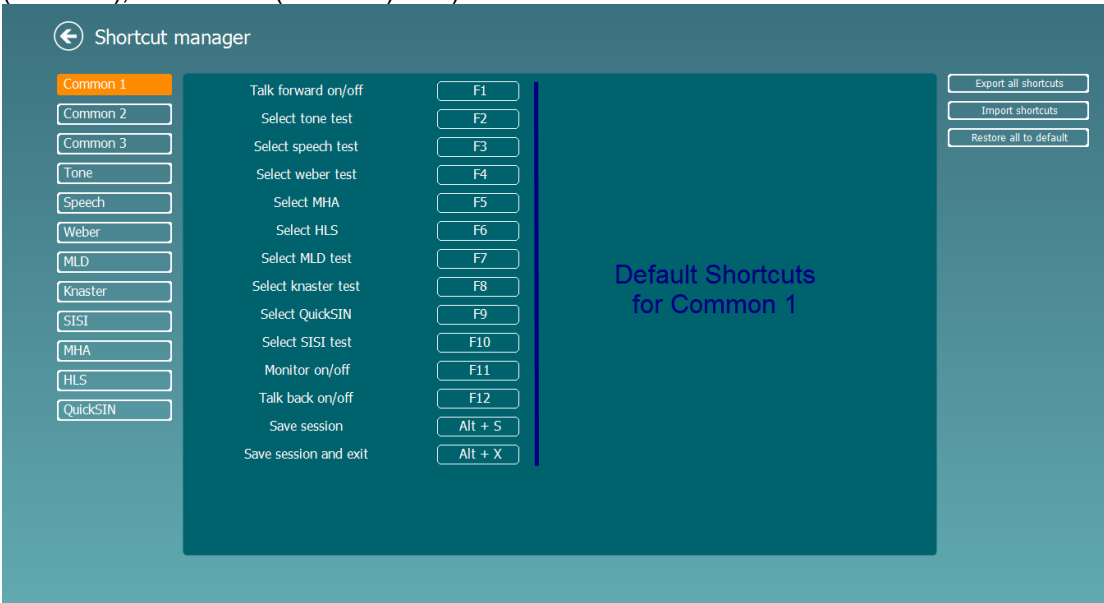 Shortcut manager
Common 1
Common 2
Common 3
Tone
Speech
Weber
MLD
Knaster
SISI
MHA
HLS
QuickSIN
Talk forward on/off F1
Select tone test F2
Select speech test F3
Select weber test F4
Select MHA F5
Select HLS F6
Select MLD test F7
Select knaster test F8
Select QuickSIN F9
Select SISI test F10
Monitor on/off F11
Talk back on/off F12
Save session Alt + S
Save session and exit Alt + X
Default Shortcuts
for Common 1
Export all shortcuts
Import shortcuts
Restore all to default